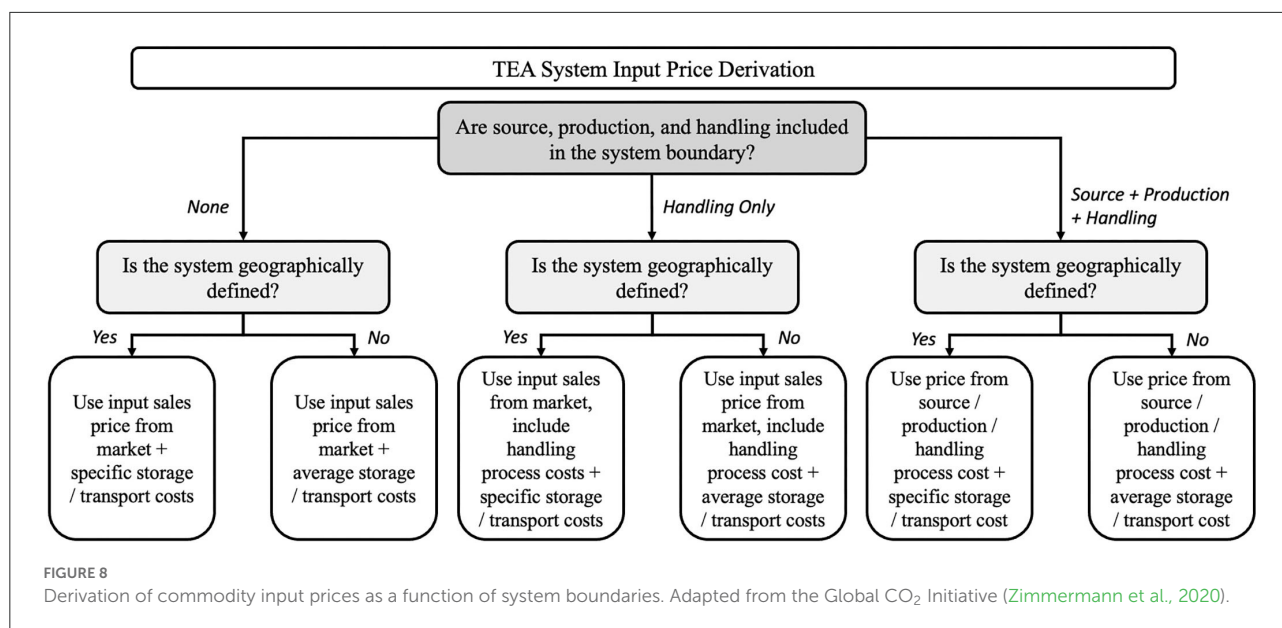 TEA System Input Price Derivation
Are source, production, and handling included
in the system boundary?
None
Handling Only
Source + Production
+ Handling
Is the system geographically
defined?
Is the system geographically
defined?
Is the system geographically
defined?
Yes
No
Yes
No
Yes
No
Use input sales
price from
market +
specific storage
/ transport costs
Use input sales
price from
market +
average storage
/ transport costs
Use input sales
from market,
include
handling
process costs +
specific storage
/ transport costs
Use input sales
price from
market, include
handling
process cost +
average storage
/ transport costs
Use price from
source /
production /
handling
process cost +
specific storage
/ transport cost
Use price from
source /
production /
handling
process cost +
average storage
/ transport cost
FIGURE 8
Derivation of commodity input prices as a function of system boundaries. Adapted from the Global CO₂ Initiative (Zimmermann et al., 2020).